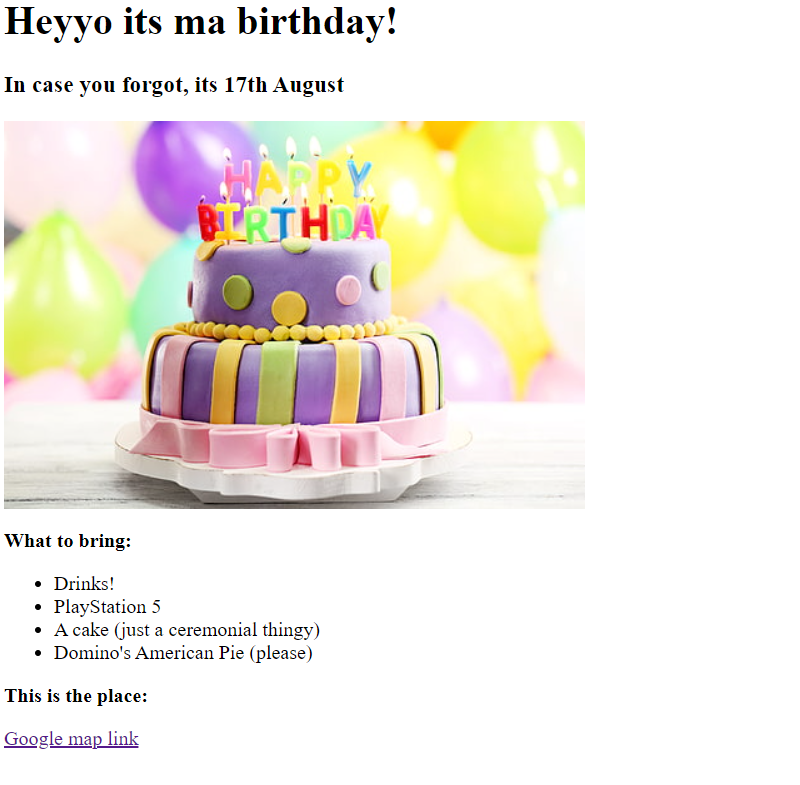 Heyyo its ma birthday!
In case you forgot, its 17th August
HAPPY
BIRTHDAY
What to bring:
Drinks!
PlayStation 5
A cake (just a ceremonial thingy)
Domino's American Pie (please)
This is the place:
Google map link